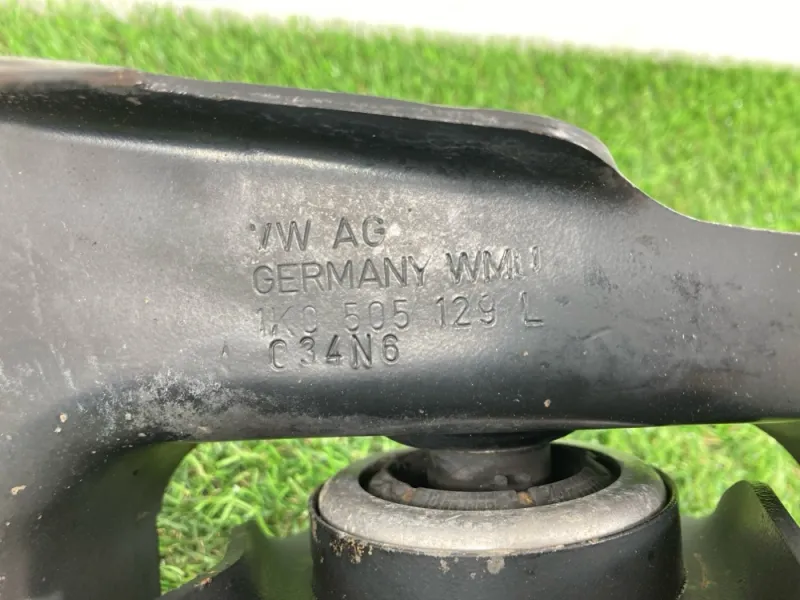 VW AG
GERMANY WMU
1K0 505 129 L
034N6